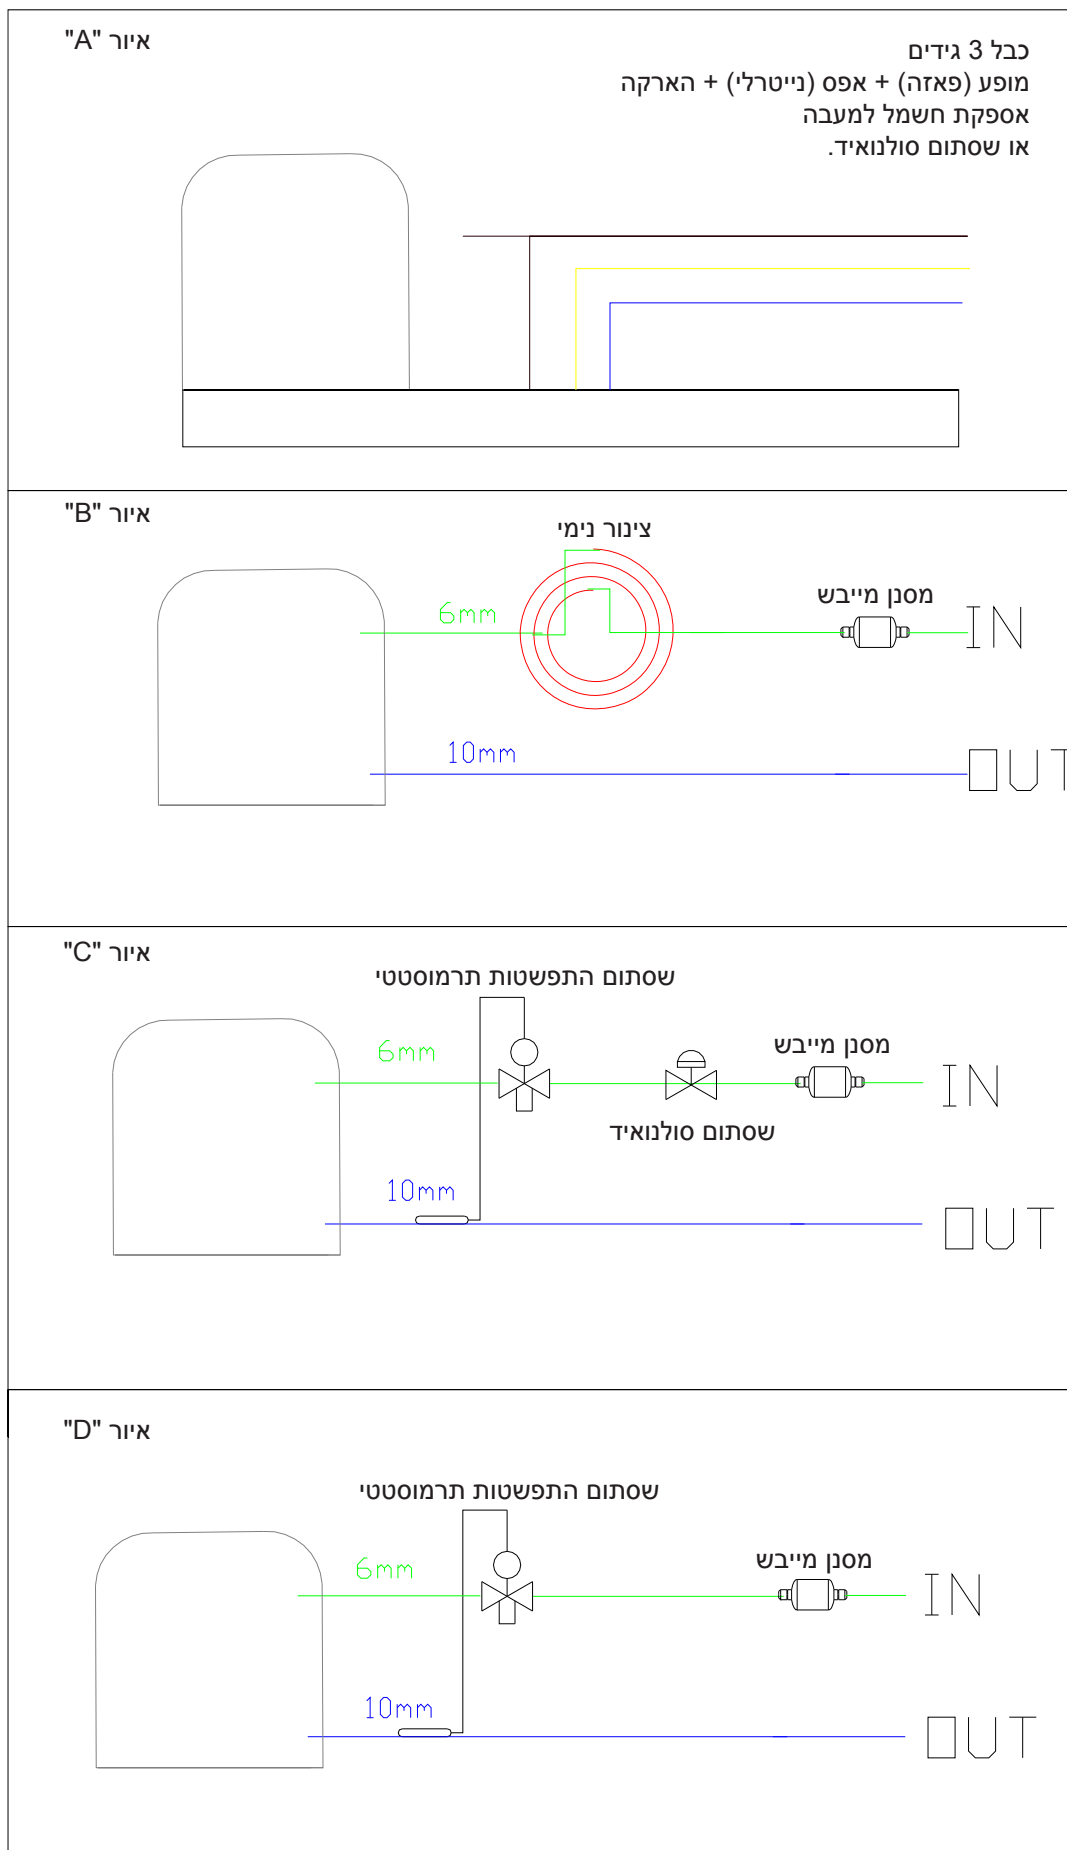 איור "A"
כבל 3 גידים
מופע (פאזה) + אפס (נייטרלי) + הארקה
אספקת חשמל למעבה
או שסתום סולנואיד.
איור "B"
צינור נימי
מסנן מייבש
6mm
IN
10mm
OUT
איור "C"
שסתום התפשטות תרמוסטטי
מסנן מייבש
6mm
IN
שסתום סולנואיד
10mm
OUT
איור "D"
שסתום התפשטות תרמוסטטי
מסנן מייבש
6mm
IN
10mm
OUT